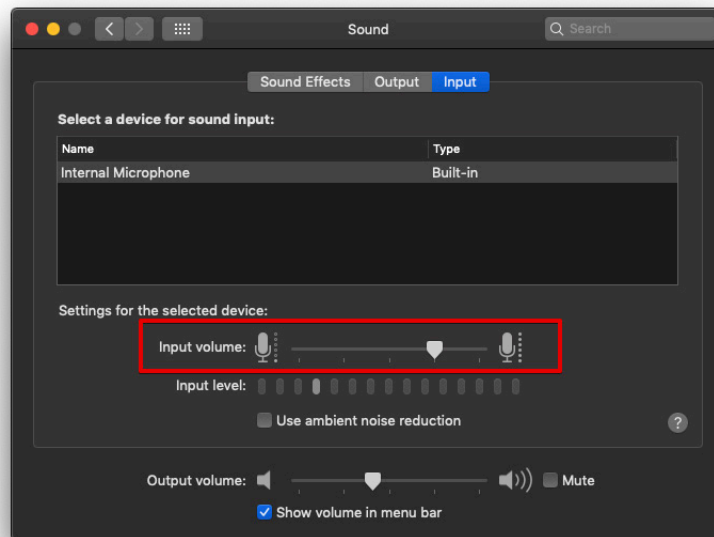 Sound
Search
Sound Effects Output Input
Select a device for sound input:
Name Type
Internal Microphone Built-in
Settings for the selected device:
Input volume:
Input level:
Use ambient noise reduction
?
Output volume: Mute
Show volume in menu bar